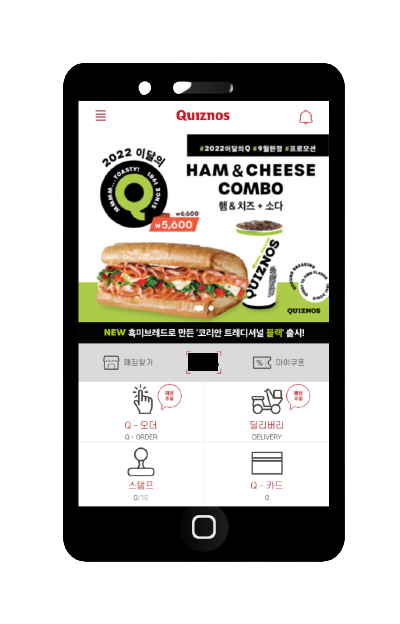 QUIZNOS
#2022이달의Q #9월한정 #프로모션
2022 이달의
HAM & CHEESE
COMBO
햄 & 치즈 + 소다
MMMM... TOASTY!
SINCE 1981
Q
₩6,600
₩5,600
QUIZNOS
QUIZNOS
NEW 흑미브레드로 만든 '코리안 트레디셔널 블랙' 출시!
매장찾기
마이쿠폰
매장
주문
매장
주문
Q - 오더
Q - ORDER
딜리버리
DELIVERY
스탬프
0/10
Q - 카드
0